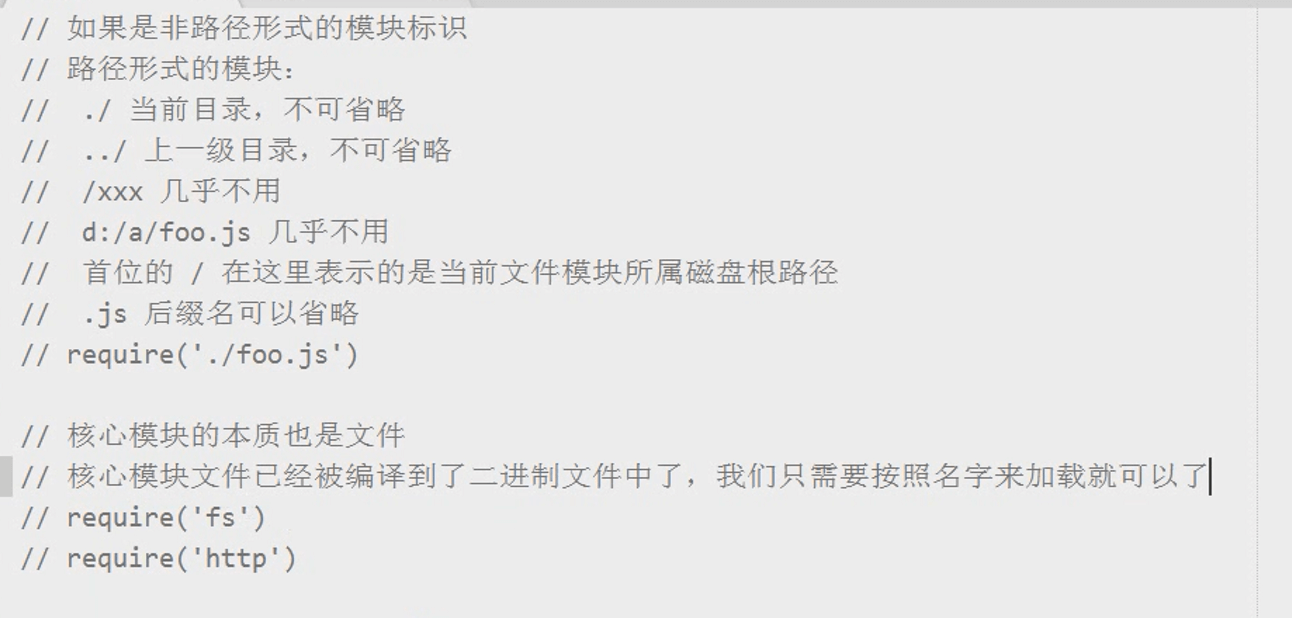 // 如果是非路径形式的模块标识
// 路径形式的模块：
//  ./ 当前目录，不可省略
//  ../ 上一级目录，不可省略
//  /xxx 几乎不用
//  d:/a/foo.js 几乎不用
//  首位的 / 在这里表示的是当前文件模块所属磁盘根路径
//  .js 后缀名可以省略
// require('./foo.js')
// 核心模块的本质也是文件
// 核心模块文件已经被编译到了二进制文件中了，我们只需要按照名字来加载就可以了
// require('fs')
// require('http')